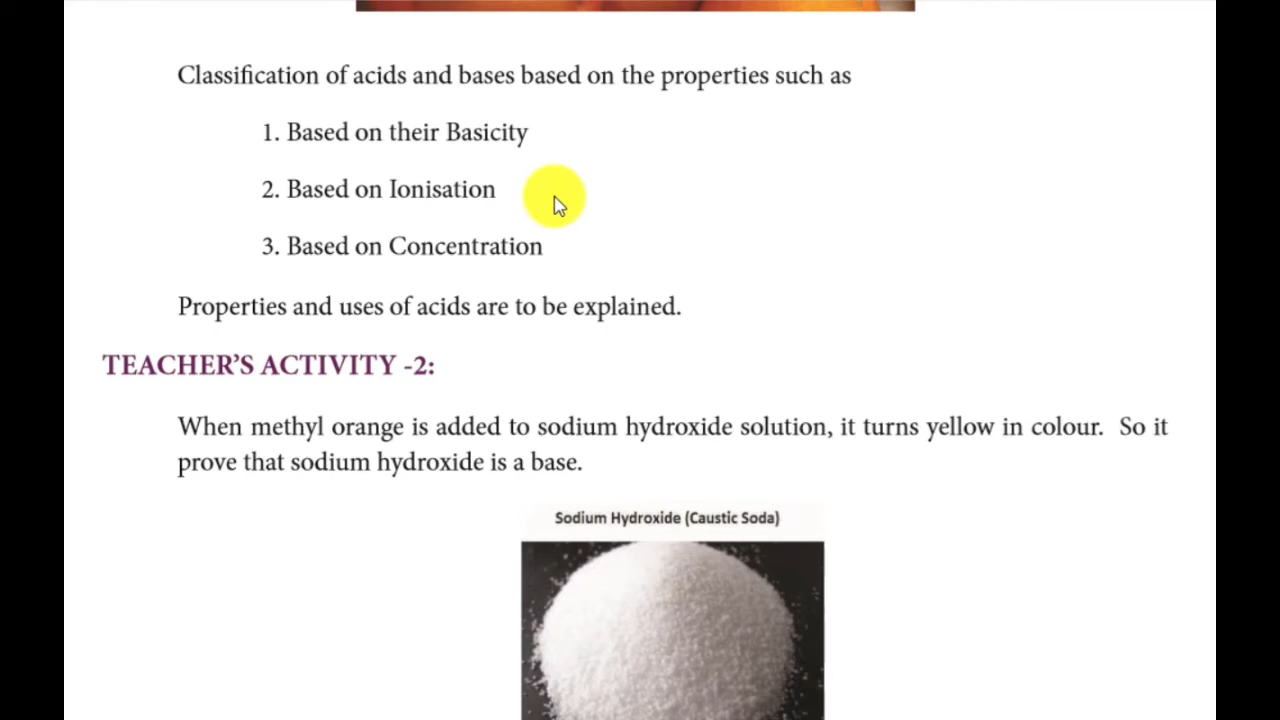 Classification of acids and bases based on the properties such as
1. Based on their Basicity
2. Based on Ionisation
3. Based on Concentration
Properties and uses of acids are to be explained.
TEACHER’S ACTIVITY -2:
When methyl orange is added to sodium hydroxide solution, it turns yellow in colour. So it
prove that sodium hydroxide is a base.
Sodium Hydroxide (Caustic Soda)